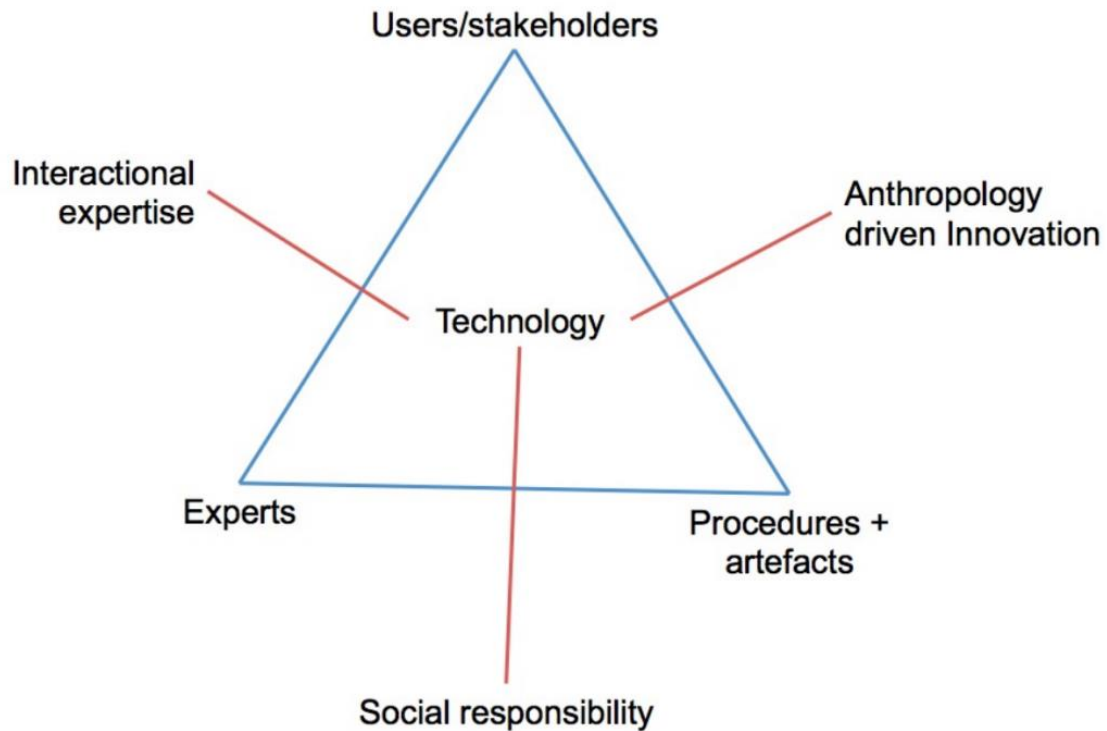 Users/stakeholders
Interactional
expertise
Anthropology
driven Innovation
Technology
Experts
Procedures +
artefacts
Social responsibility